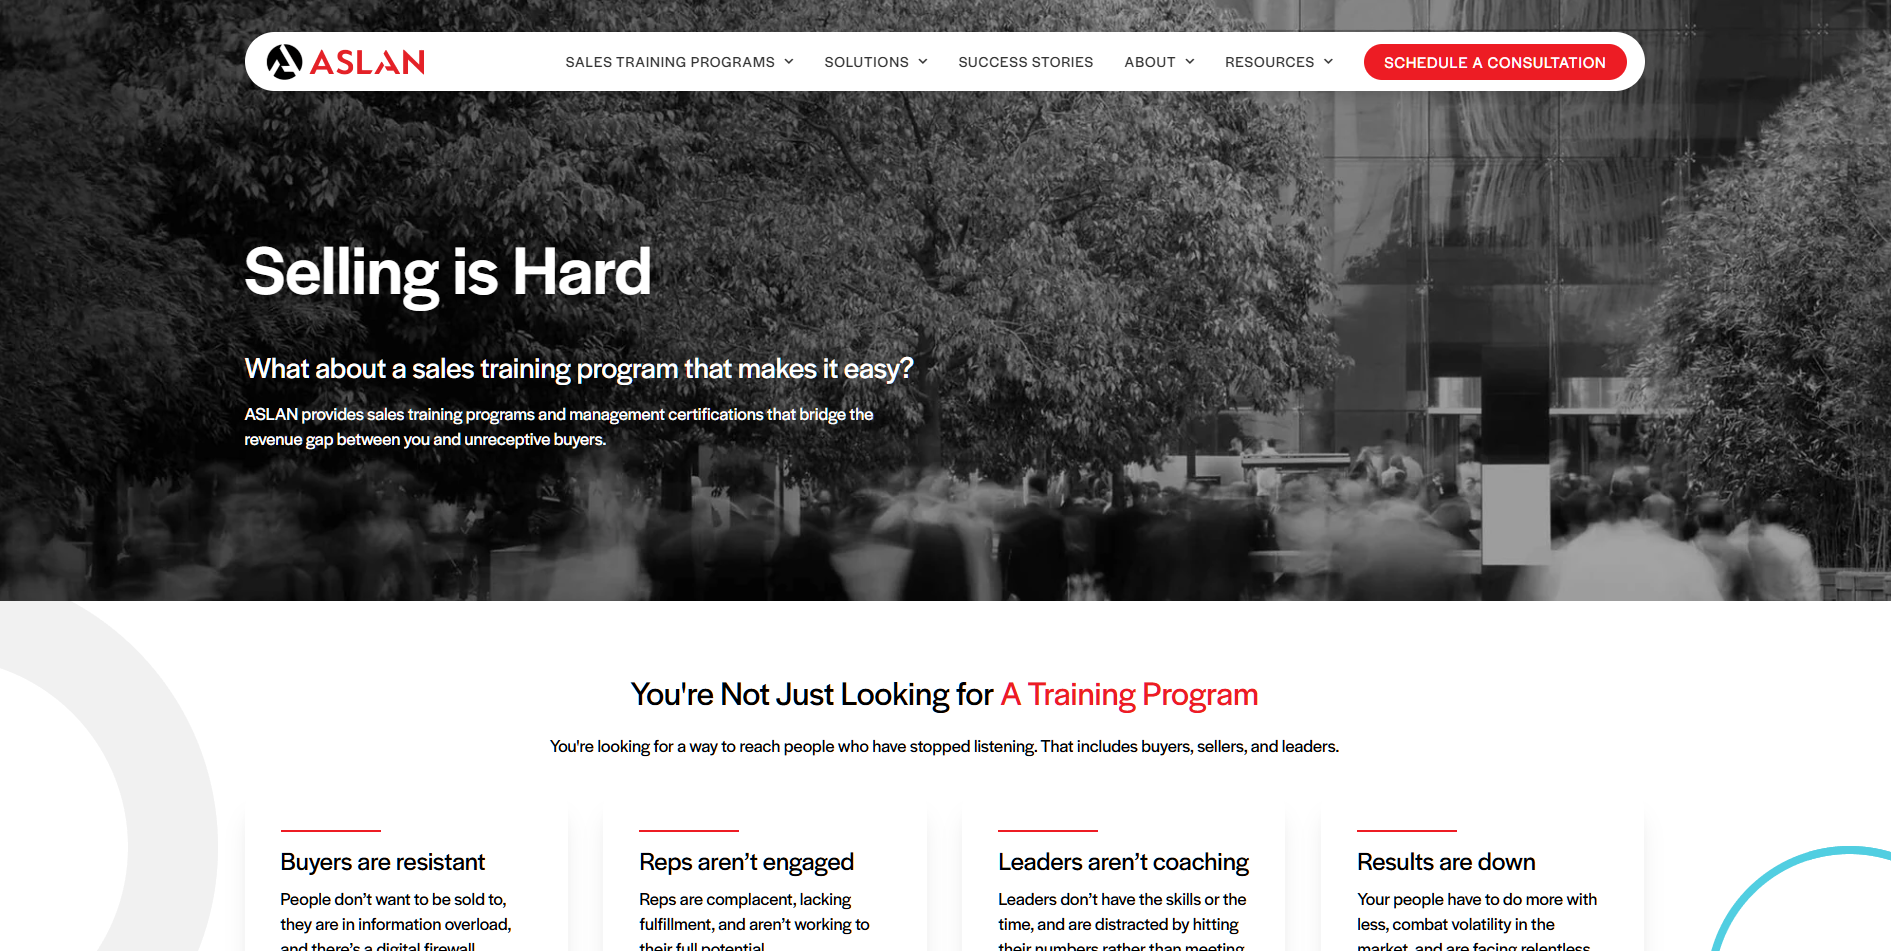 ASLAN
SALES TRAINING PROGRAMS
SOLUTIONS
SUCCESS STORIES
ABOUT
RESOURCES
SCHEDULE A CONSULTATION
Selling is Hard
What about a sales training program that makes it easy?
ASLAN provides sales training programs and management certifications that bridge the
revenue gap between you and unreceptive buyers.
You're Not Just Looking for A Training Program
You're looking for a way to reach people who have stopped listening. That includes buyers, sellers, and leaders.
Buyers are resistant
People don’t want to be sold to,
they are in information overload,
and there’s a digital firewall
Reps aren’t engaged
Reps are complacent, lacking
fulfillment, and aren’t working to
their full potential
Leaders aren’t coaching
Leaders don’t have the skills or the
time, and are distracted by hitting
their numbers rather than meeting
Results are down
Your people have to do more with
less, combat volatility in the
market, and are facing relentless